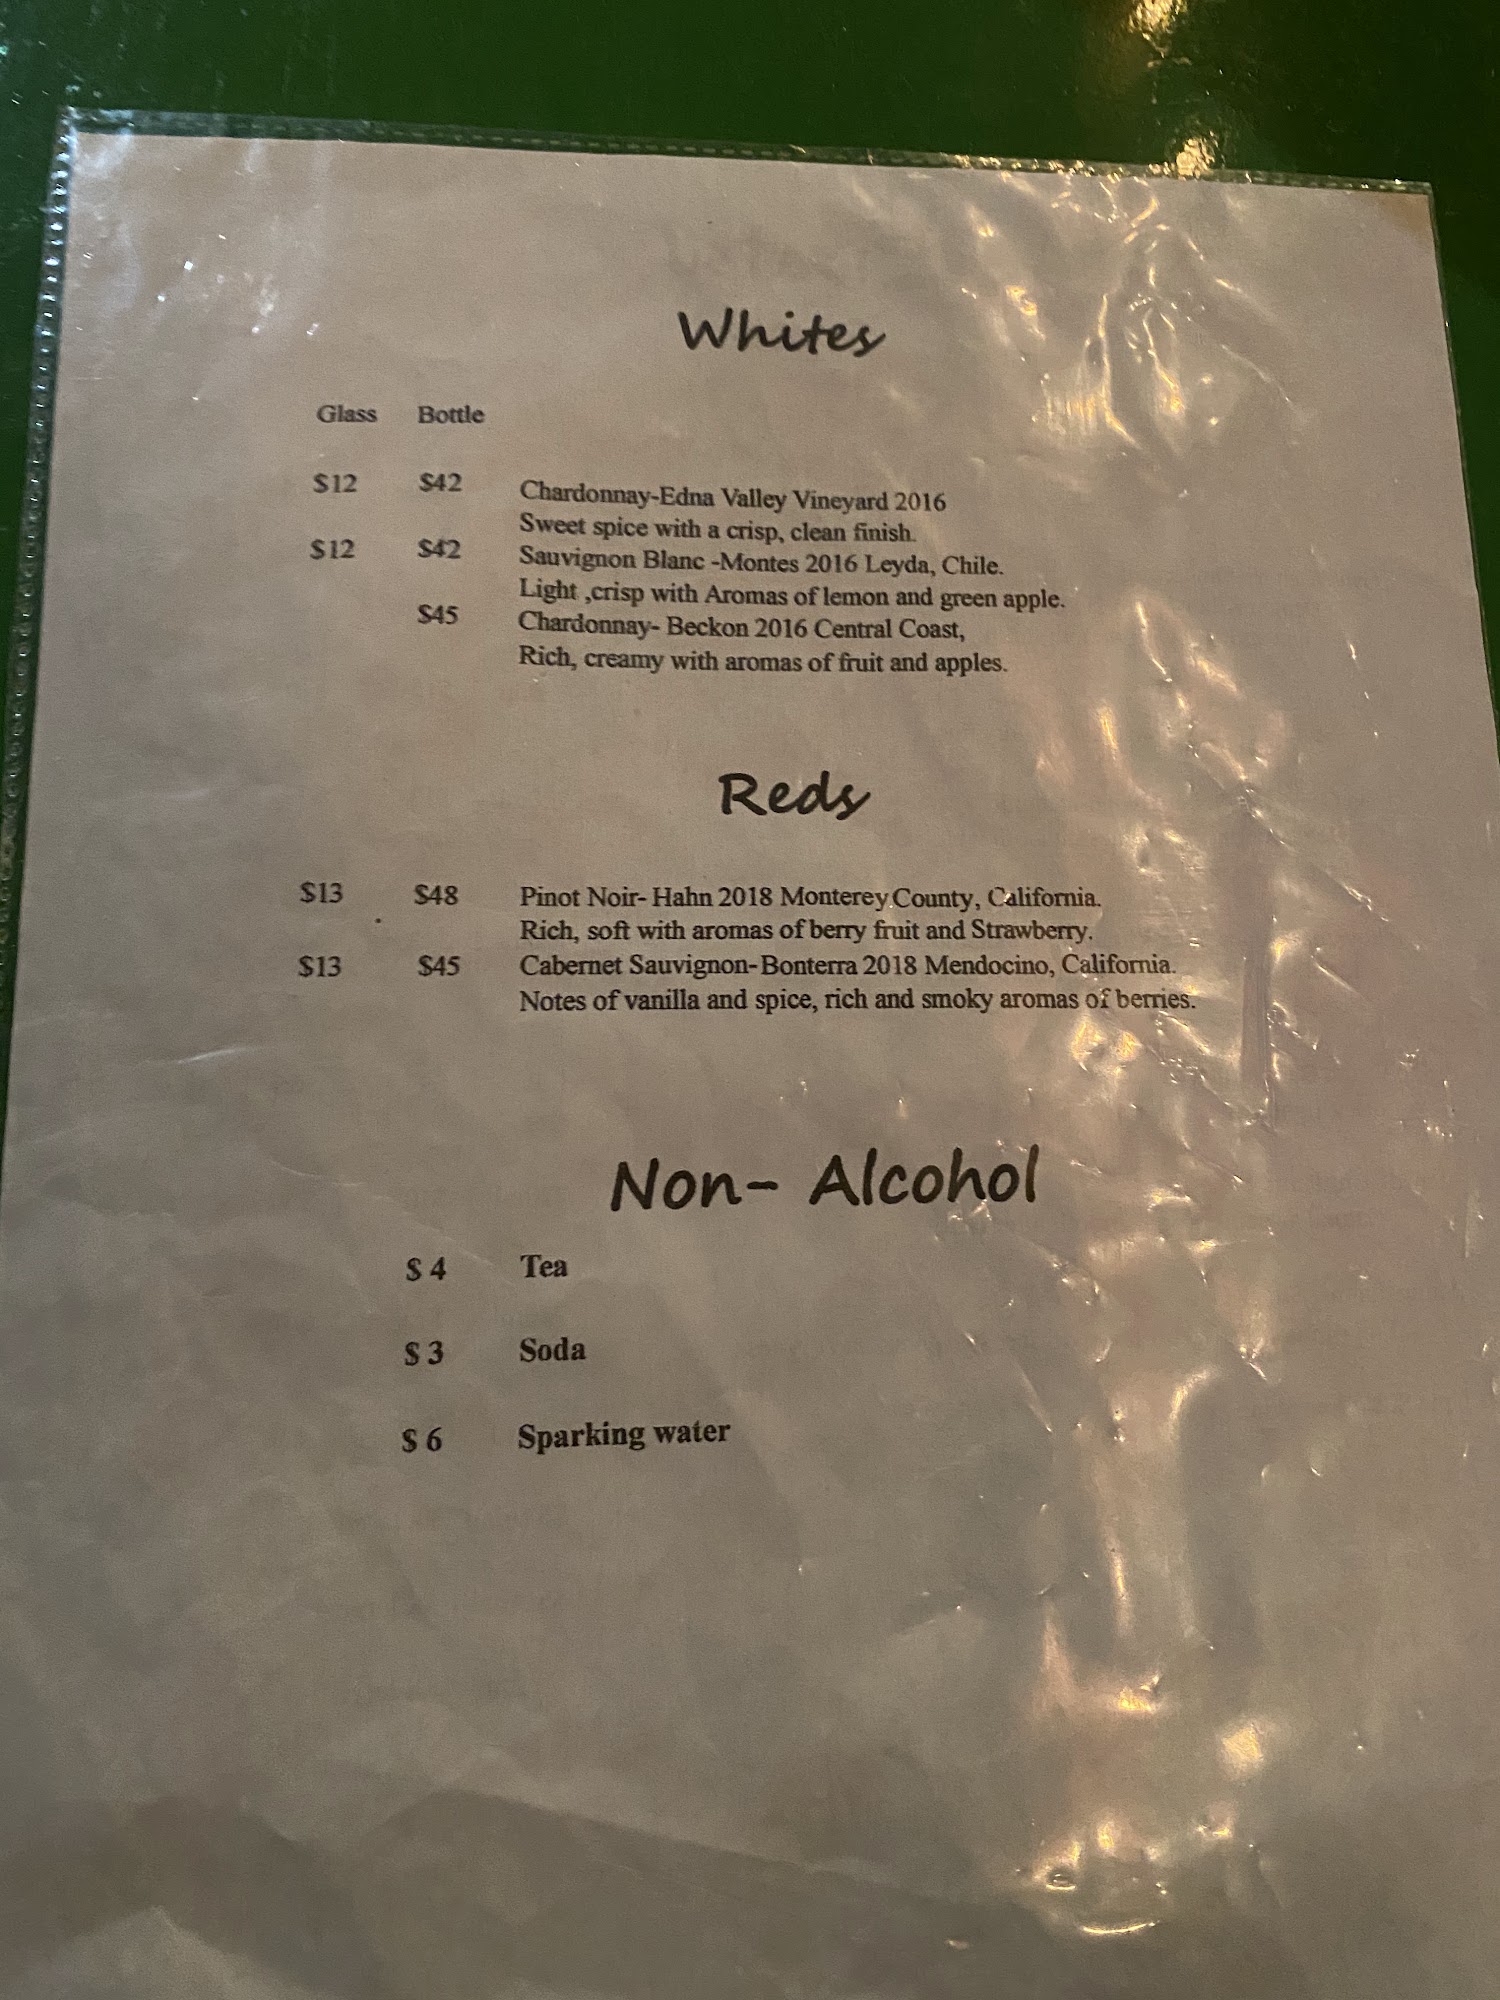 Whites
Glass Bottle
$12 $42 Chardonnay-Edna Valley Vineyard 2016
Sweet spice with a crisp, clean finish.
$12 $42 Sauvignon Blanc -Montes 2016 Leyda, Chile.
Light ,crisp with Aromas of lemon and green apple.
$45 Chardonnay- Beckon 2016 Central Coast,
Rich, creamy with aromas of fruit and apples.
Reds
$13 $48 Pinot Noir- Hahn 2018 Monterey County, California.
Rich, soft with aromas of berry fruit and Strawberry.
$13 $45 Cabernet Sauvignon-Bonterra 2018 Mendocino, California.
Notes of vanilla and spice, rich and smoky aromas of berries.
Non- Alcohol
$ 4 Tea
$ 3 Soda
$ 6 Sparking water